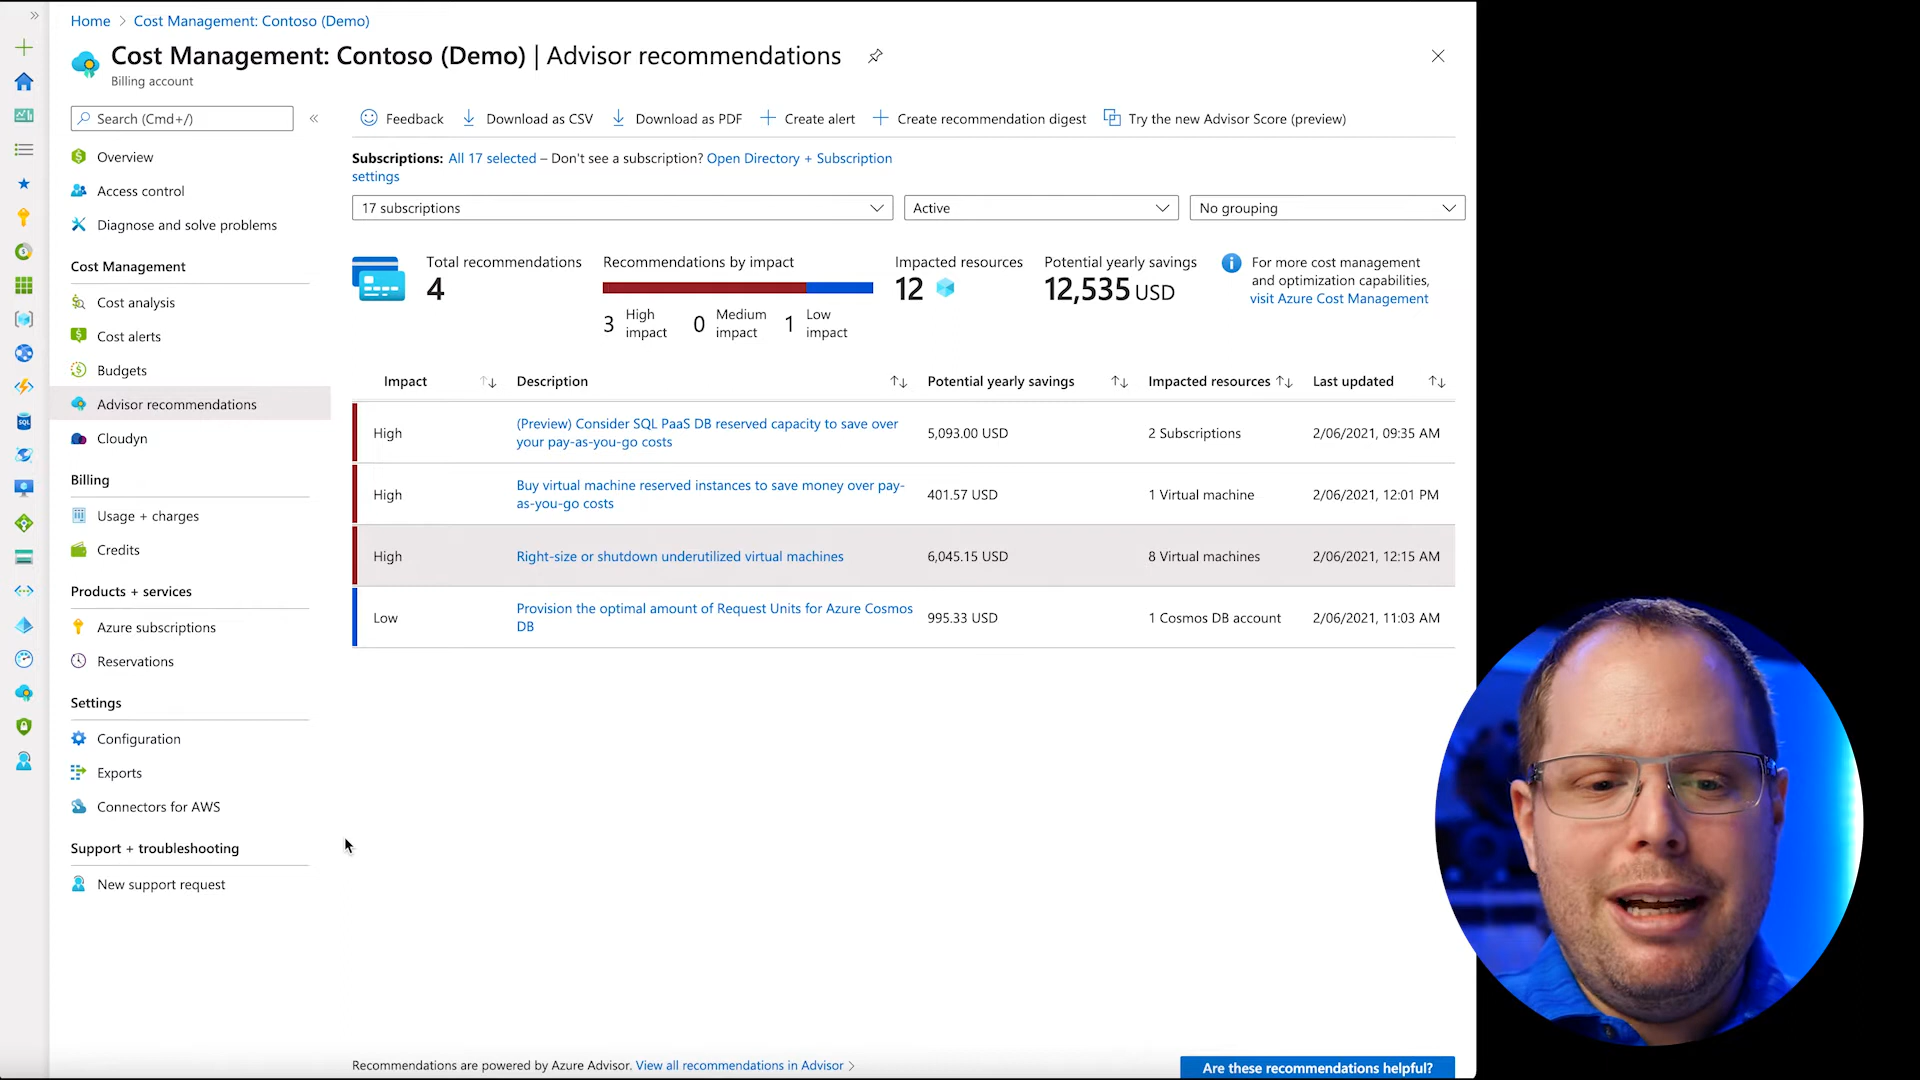 Home > Cost Management: Contoso (Demo)
Cost Management: Contoso (Demo) | Advisor recommendations
Billing account
Search (Cmd+/)
Overview
Access control
Diagnose and solve problems
Cost Management
Cost analysis
Cost alerts
Budgets
Advisor recommendations
Cloudyn
Billing
Usage + charges
Credits
Products + services
Azure subscriptions
Reservations
Settings
Configuration
Exports
Connectors for AWS
Support + troubleshooting
New support request
Feedback Download as CSV Download as PDF Create alert Create recommendation digest Try the new Advisor Score (preview)
Subscriptions: All 17 selected – Don't see a subscription? Open Directory + Subscription
settings
17 subscriptions Active No grouping
Total recommendations
4
Recommendations by impact
3 High impact 0 Medium impact 1 Low impact
Impacted resources
12
Potential yearly savings
12,535 USD
For more cost management
and optimization capabilities,
visit Azure Cost Management
Impact Description Potential yearly savings Impacted resources Last updated
High (Preview) Consider SQL PaaS DB reserved capacity to save over
your pay-as-you-go costs 5,093.00 USD 2 Subscriptions 2/06/2021, 09:35 AM
High Buy virtual machine reserved instances to save money over pay-
as-you-go costs 401.57 USD 1 Virtual machine 2/06/2021, 12:01 PM
High Right-size or shutdown underutilized virtual machines 6,045.15 USD 8 Virtual machines 2/06/2021, 12:15 AM
Low Provision the optimal amount of Request Units for Azure Cosmos
DB 995.33 USD 1 Cosmos DB account 2/06/2021, 11:03 AM
Recommendations are powered by Azure Advisor. View all recommendations in Advisor >
Are these recommendations helpful?
SQL